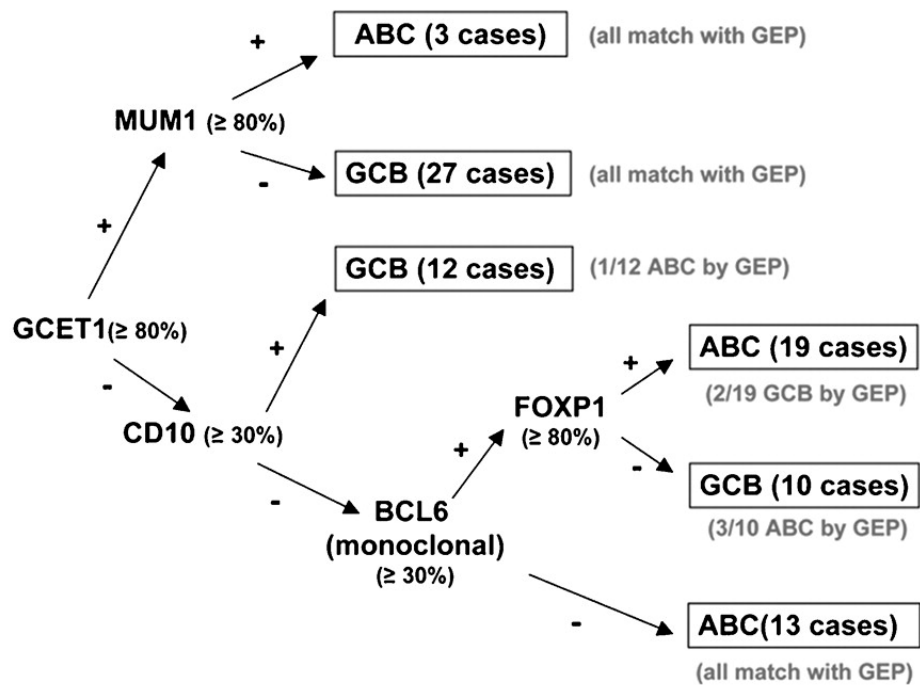 +
ABC (3 cases) (all match with GEP)
MUM1 (≥ 80%)
-
GCB (27 cases) (all match with GEP)
+
GCB (12 cases) (1/12 ABC by GEP)
GCET1 (≥ 80%)
+
-
ABC (19 cases)
(2/19 GCB by GEP)
+
FOXP1
(≥ 80%)
CD10 (≥ 30%)
+
-
GCB (10 cases)
(3/10 ABC by GEP)
-
BCL6
(monoclonal)
(≥ 30%)
-
ABC(13 cases)
(all match with GEP)